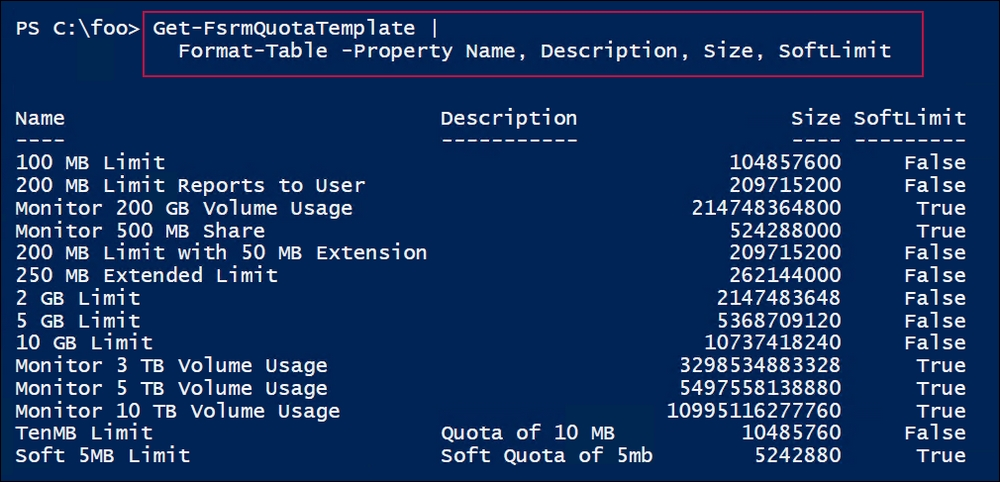 PS C:\foo> Get-FsrmQuotaTemplate |
Format-Table -Property Name, Description, Size, SoftLimit
Name Description Size SoftLimit
---- ----------- ---- ---------
100 MB Limit 104857600 False
200 MB Limit Reports to User 209715200 False
Monitor 200 GB Volume Usage 214748364800 True
Monitor 500 MB Share 524288000 True
200 MB Limit with 50 MB Extension 209715200 False
250 MB Extended Limit 262144000 False
2 GB Limit 2147483648 False
5 GB Limit 5368709120 False
10 GB Limit 10737418240 False
Monitor 3 TB Volume Usage 3298534883328 True
Monitor 5 TB Volume Usage 5497558138880 True
Monitor 10 TB Volume Usage 10995116277760 True
TenMB Limit Quota of 10 MB 10485760 False
Soft 5MB Limit Soft Quota of 5mb 5242880 True